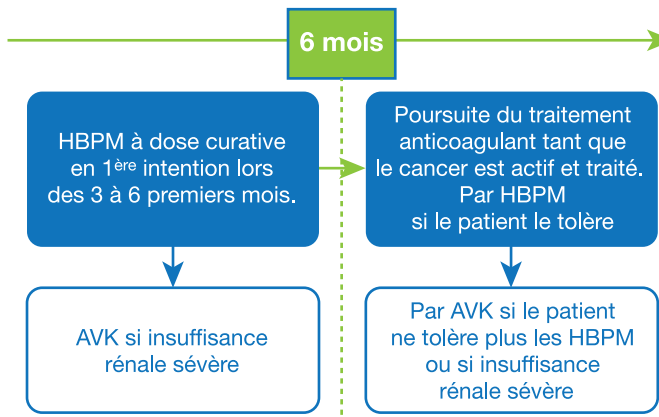 6 mois
HBPM à dose curative
en 1ère intention lors
des 3 à 6 premiers mois.
Poursuite du traitement
anticoagulant tant que
le cancer est actif et traité.
Par HBPM
si le patient le tolère
AVK si insuffisance
rénale sévère
Par AVK si le patient
ne tolère plus les HBPM
ou si insuffisance
rénale sévère